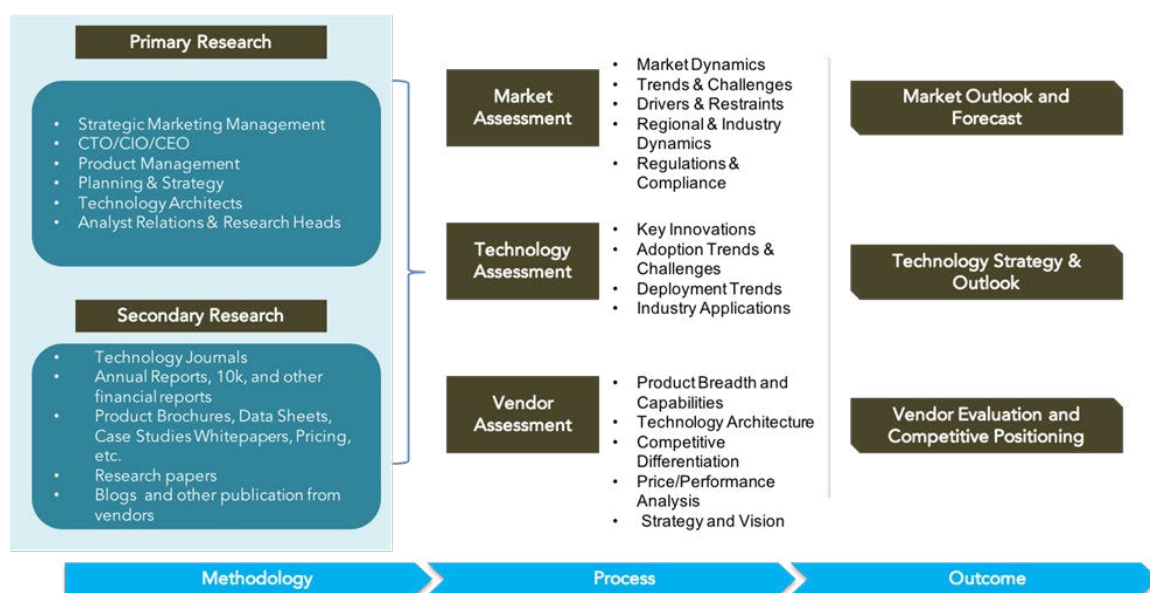 Primary Research
• Strategic Marketing Management
• CTO/CIO/CEO
• Product Management
• Planning & Strategy
• Technology Architects
• Analyst Relations & Research Heads
Secondary Research
• Technology Journals
• Annual Reports, 10k, and other
financial reports
• Product Brochures, Data Sheets,
Case Studies Whitepapers, Pricing,
etc.
• Research papers
• Blogs and other publication from
vendors
Market
Assessment
• Market Dynamics
• Trends & Challenges
• Drivers & Restraints
• Regional & Industry
Dynamics
• Regulations &
Compliance
Market Outlook and
Forecast
Technology
Assessment
• Key Innovations
• Adoption Trends &
Challenges
• Deployment Trends
• Industry Applications
Technology Strategy &
Outlook
Vendor
Assessment
• Product Breadth and
Capabilities
• Technology Architecture
• Competitive
Differentiation
• Price/Performance
Analysis
• Strategy and Vision
Vendor Evaluation and
Competitive Positioning
Methodology
Process
Outcome